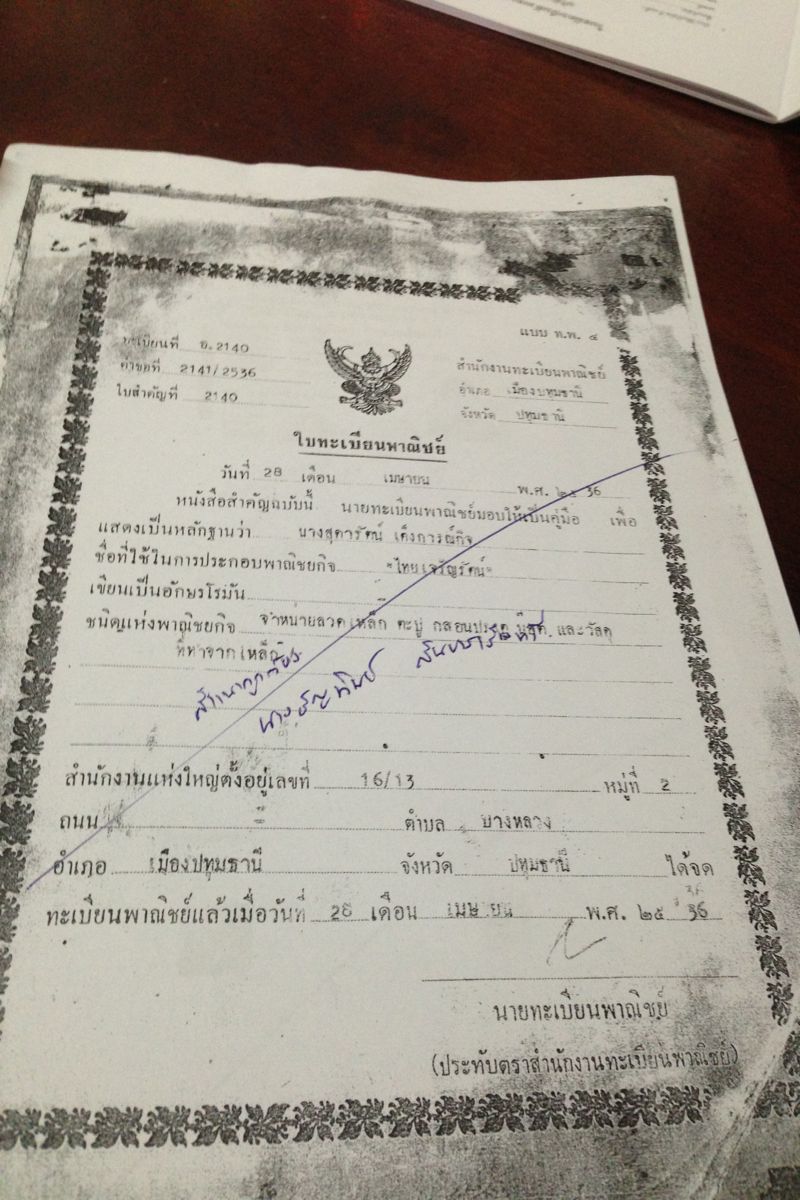 แบบ ท.พ. ๔
ทะเบียนที่ อ.2140
คำขอที่ 2141/2536
ใบสำคัญที่ 2140
สำนักงานทะเบียนพาณิชย์
อำเภอ เมืองปทุมธานี
จังหวัด ปทุมธานี
ใบทะเบียนพาณิชย์
วันที่ 28 เดือน เมษายน พ.ศ. ๒๕ 36
หนังสือสำคัญฉบับนี้ นายทะเบียนพาณิชย์มอบให้เป็นคู่มือ เพื่อ
แสดงเป็นหลักฐานว่า นางสุดารัตน์ เค็งการณ์กิจ
ชื่อที่ใช้ในการประกอบพาณิชยกิจ "ไทยเจริญรัตน์"
เขียนเป็นอักษรโรมัน
ชนิดแห่งพาณิชยกิจ จำหน่ายลวด เหล็ก ตะปู กลอนประตู น๊อต และวัสดุ
ที่ทำจากเหล็ก
สำเนาถูกต้อง
นาง
สำนักงานแห่งใหญ่ตั้งอยู่เลขที่ 16/13 หมู่ที่ 2
ถนน ตำบล บางหลวง
อำเภอ เมืองปทุมธานี จังหวัด ปทุมธานี ได้จด
ทะเบียนพาณิชย์แล้วเมื่อวันที่ 28 เดือน เมษายน พ.ศ. ๒๕ 36
นายทะเบียนพาณิชย์
(ประทับตราสำนักงานทะเบียนพาณิชย์)